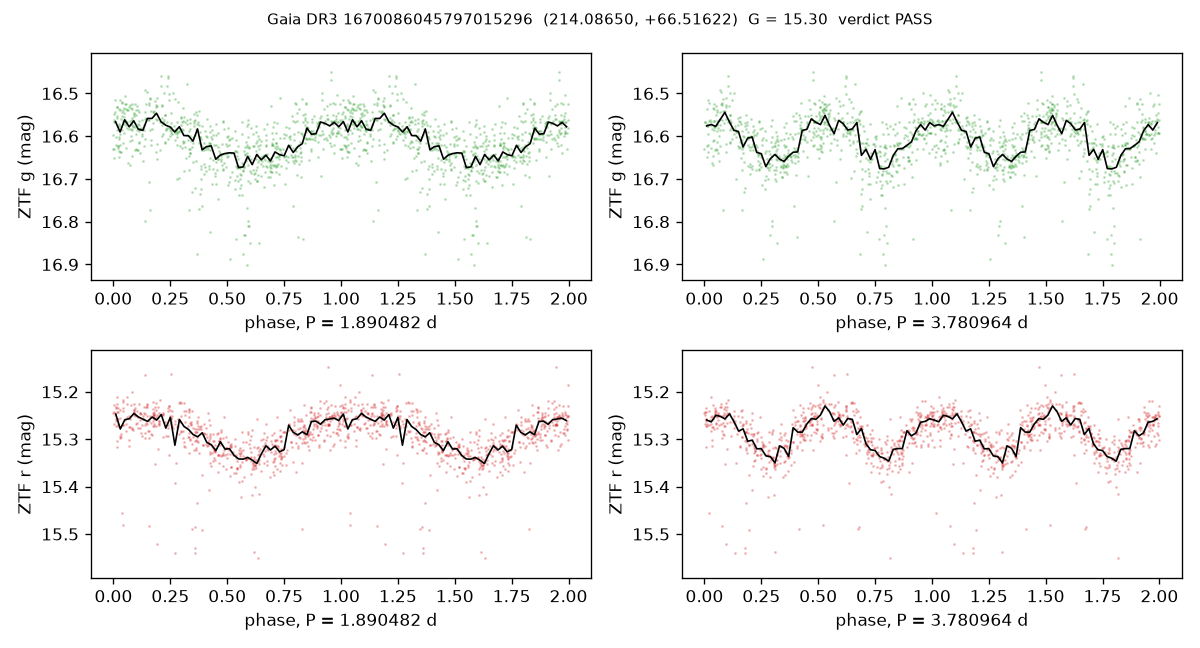 Gaia DR3 1670086045797015296  (214.08650, +66.51622)  G = 15.30  verdict PASS
ZTF g (mag)
16.5
16.6
16.7
16.8
16.9
0.00 0.25 0.50 0.75 1.00 1.25 1.50 1.75 2.00
phase, P = 1.890482 d
ZTF g (mag)
16.5
16.6
16.7
16.8
16.9
0.00 0.25 0.50 0.75 1.00 1.25 1.50 1.75 2.00
phase, P = 3.780964 d
ZTF r (mag)
15.2
15.3
15.4
15.5
0.00 0.25 0.50 0.75 1.00 1.25 1.50 1.75 2.00
phase, P = 1.890482 d
ZTF r (mag)
15.2
15.3
15.4
15.5
0.00 0.25 0.50 0.75 1.00 1.25 1.50 1.75 2.00
phase, P = 3.780964 d